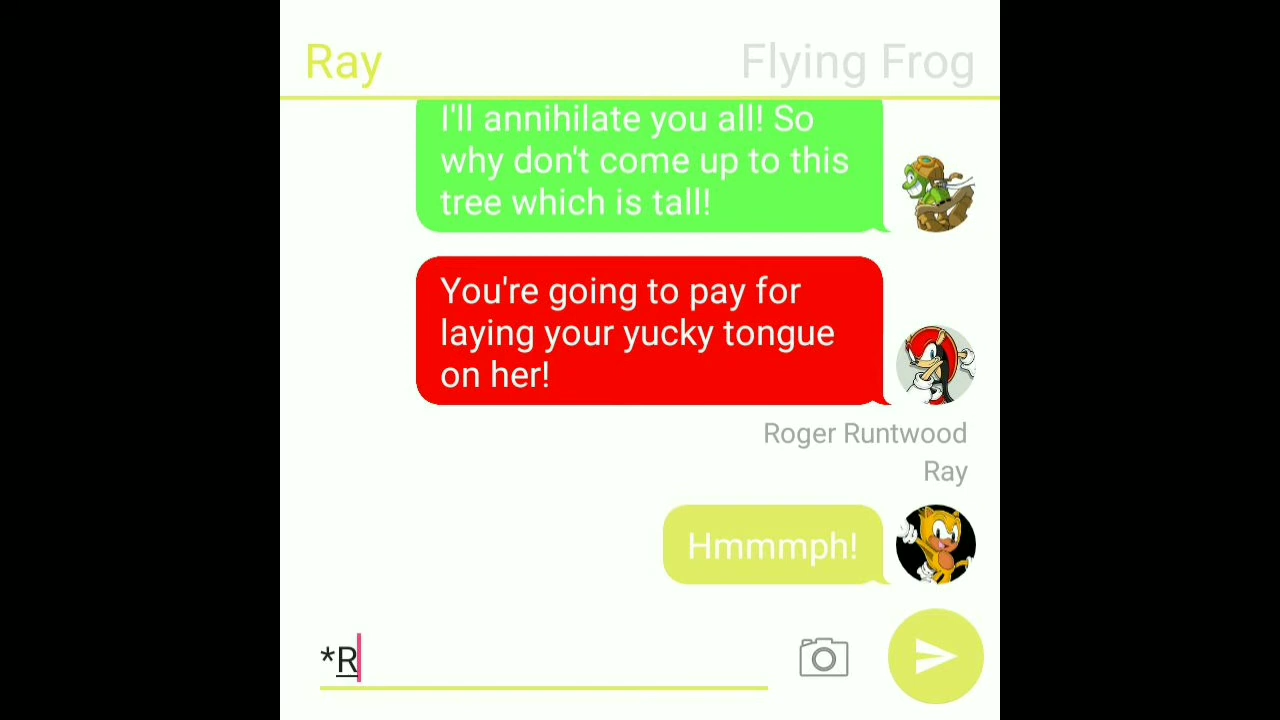 Ray
Flying Frog
I'll annihilate you all! So
why don't come up to this
tree which is tall!
You're going to pay for
laying your yucky tongue
on her!
Roger Runtwood
Ray
Hmmmph!
*R